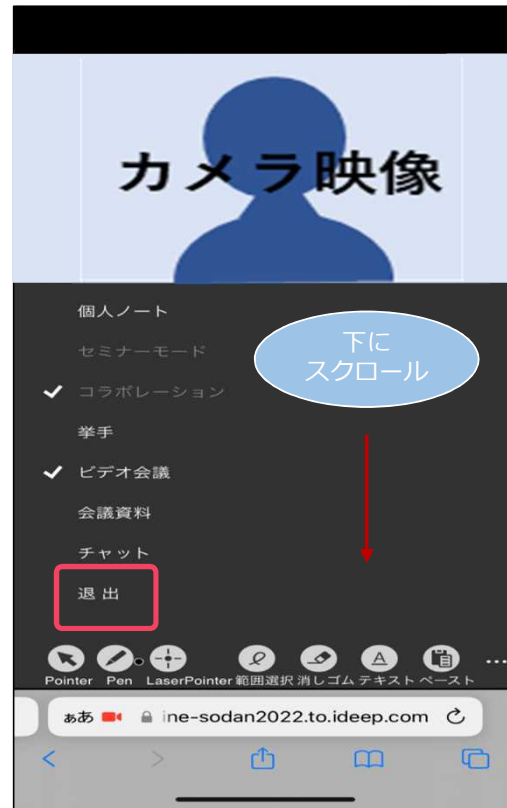 カメラ映像
個人ノート
セミナーモード
下に
スクロール
コラボレーション
挙手
ビデオ会議
会議資料
チャット
退 出
Pointer Pen LaserPointer 範囲選択 消しゴム テキスト ペースト
ぁあ ine-sodan2022.to.ideep.com